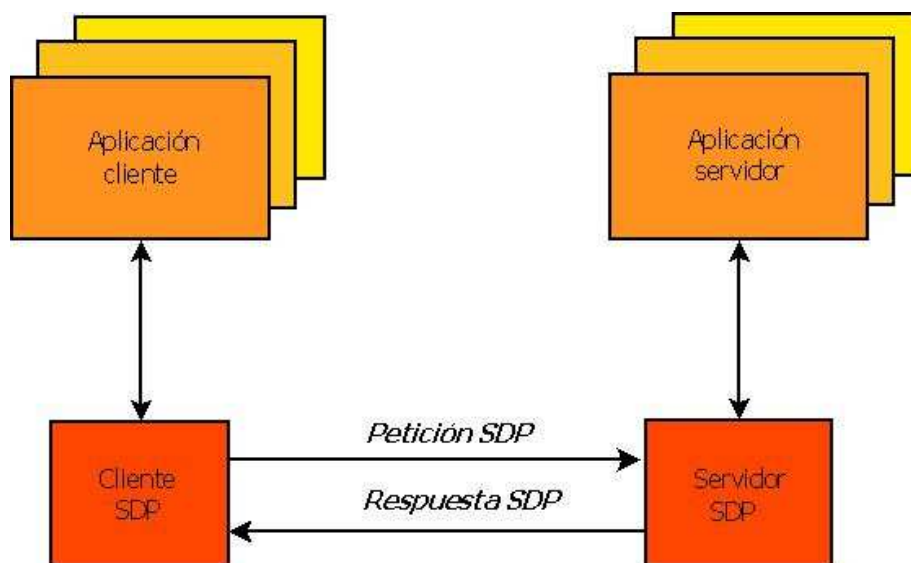 Aplicación
cliente
Aplicación
servidor
Petición SDP
Cliente
SDP
Respuesta SDP
Servidor
SDP